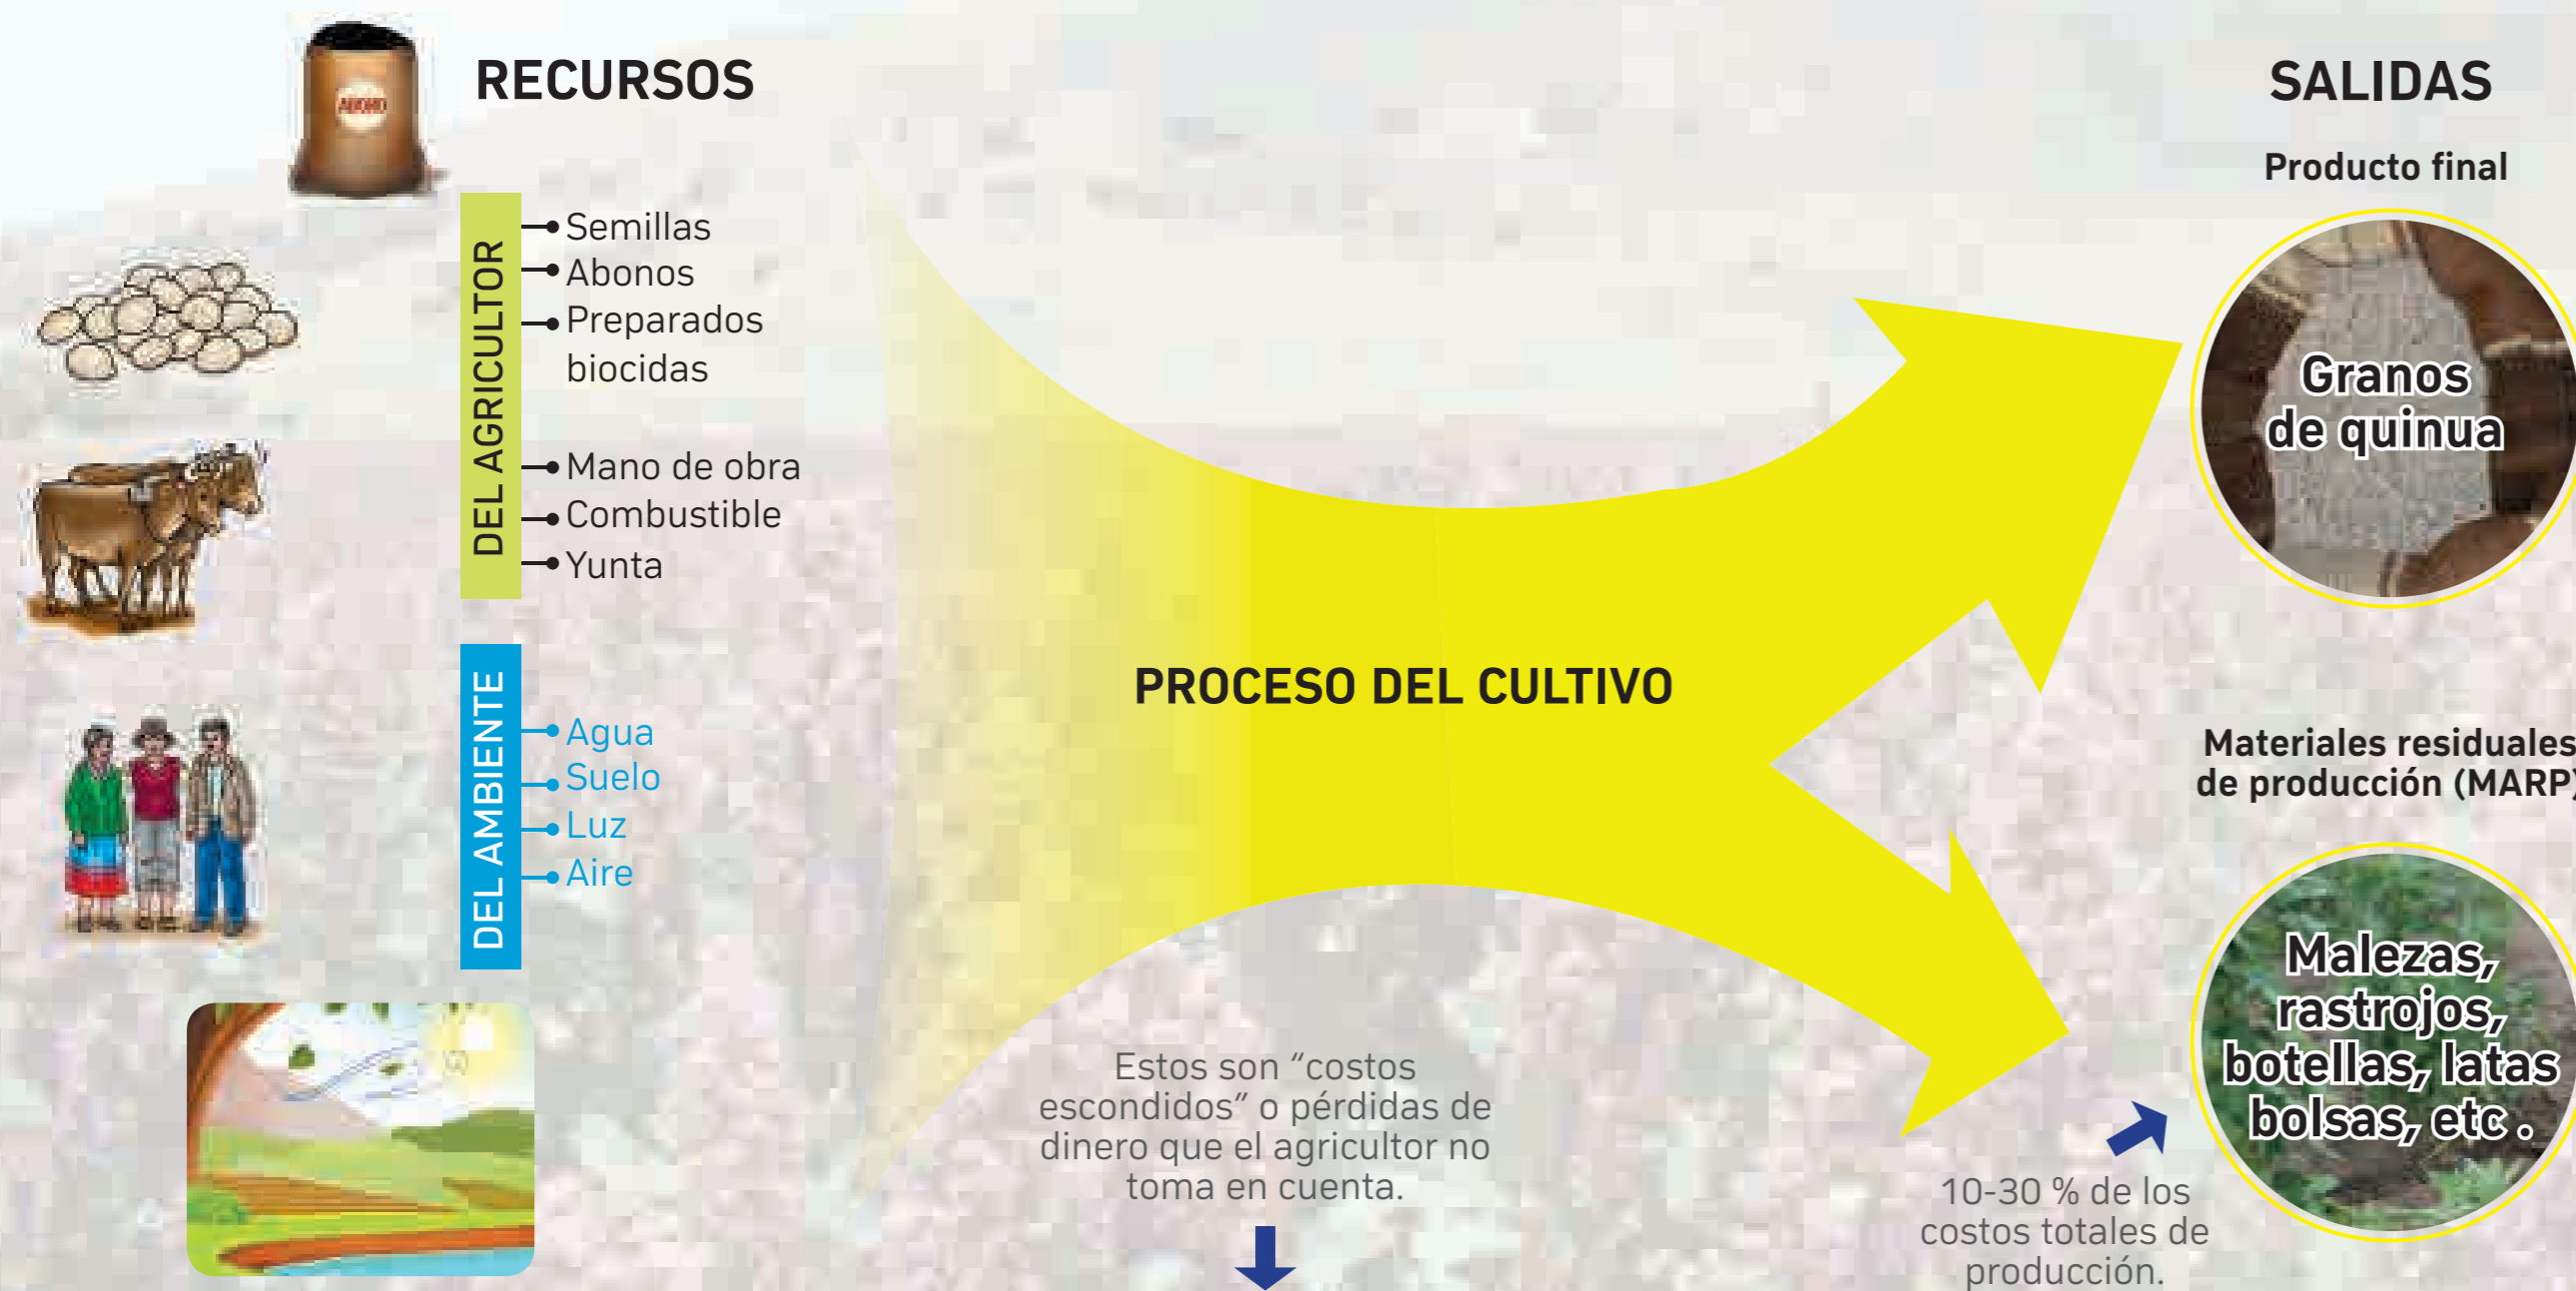 ABONO
RECURSOS
DEL AGRICULTOR
Semillas
Abonos
Preparados
biocidas
Mano de obra
Combustible
Yunta
DEL AMBIENTE
Agua
Suelo
Luz
Aire
PROCESO DEL CULTIVO
Estos son “costos
escondidos” o pérdidas de
dinero que el agricultor no
toma en cuenta.
SALIDAS
Producto final
Granos
de quinua
Materiales residuales
de producción (MARP)
Malezas,
rastrojos,
botellas, latas
bolsas, etc .
10-30 % de los
costos totales de
producción.